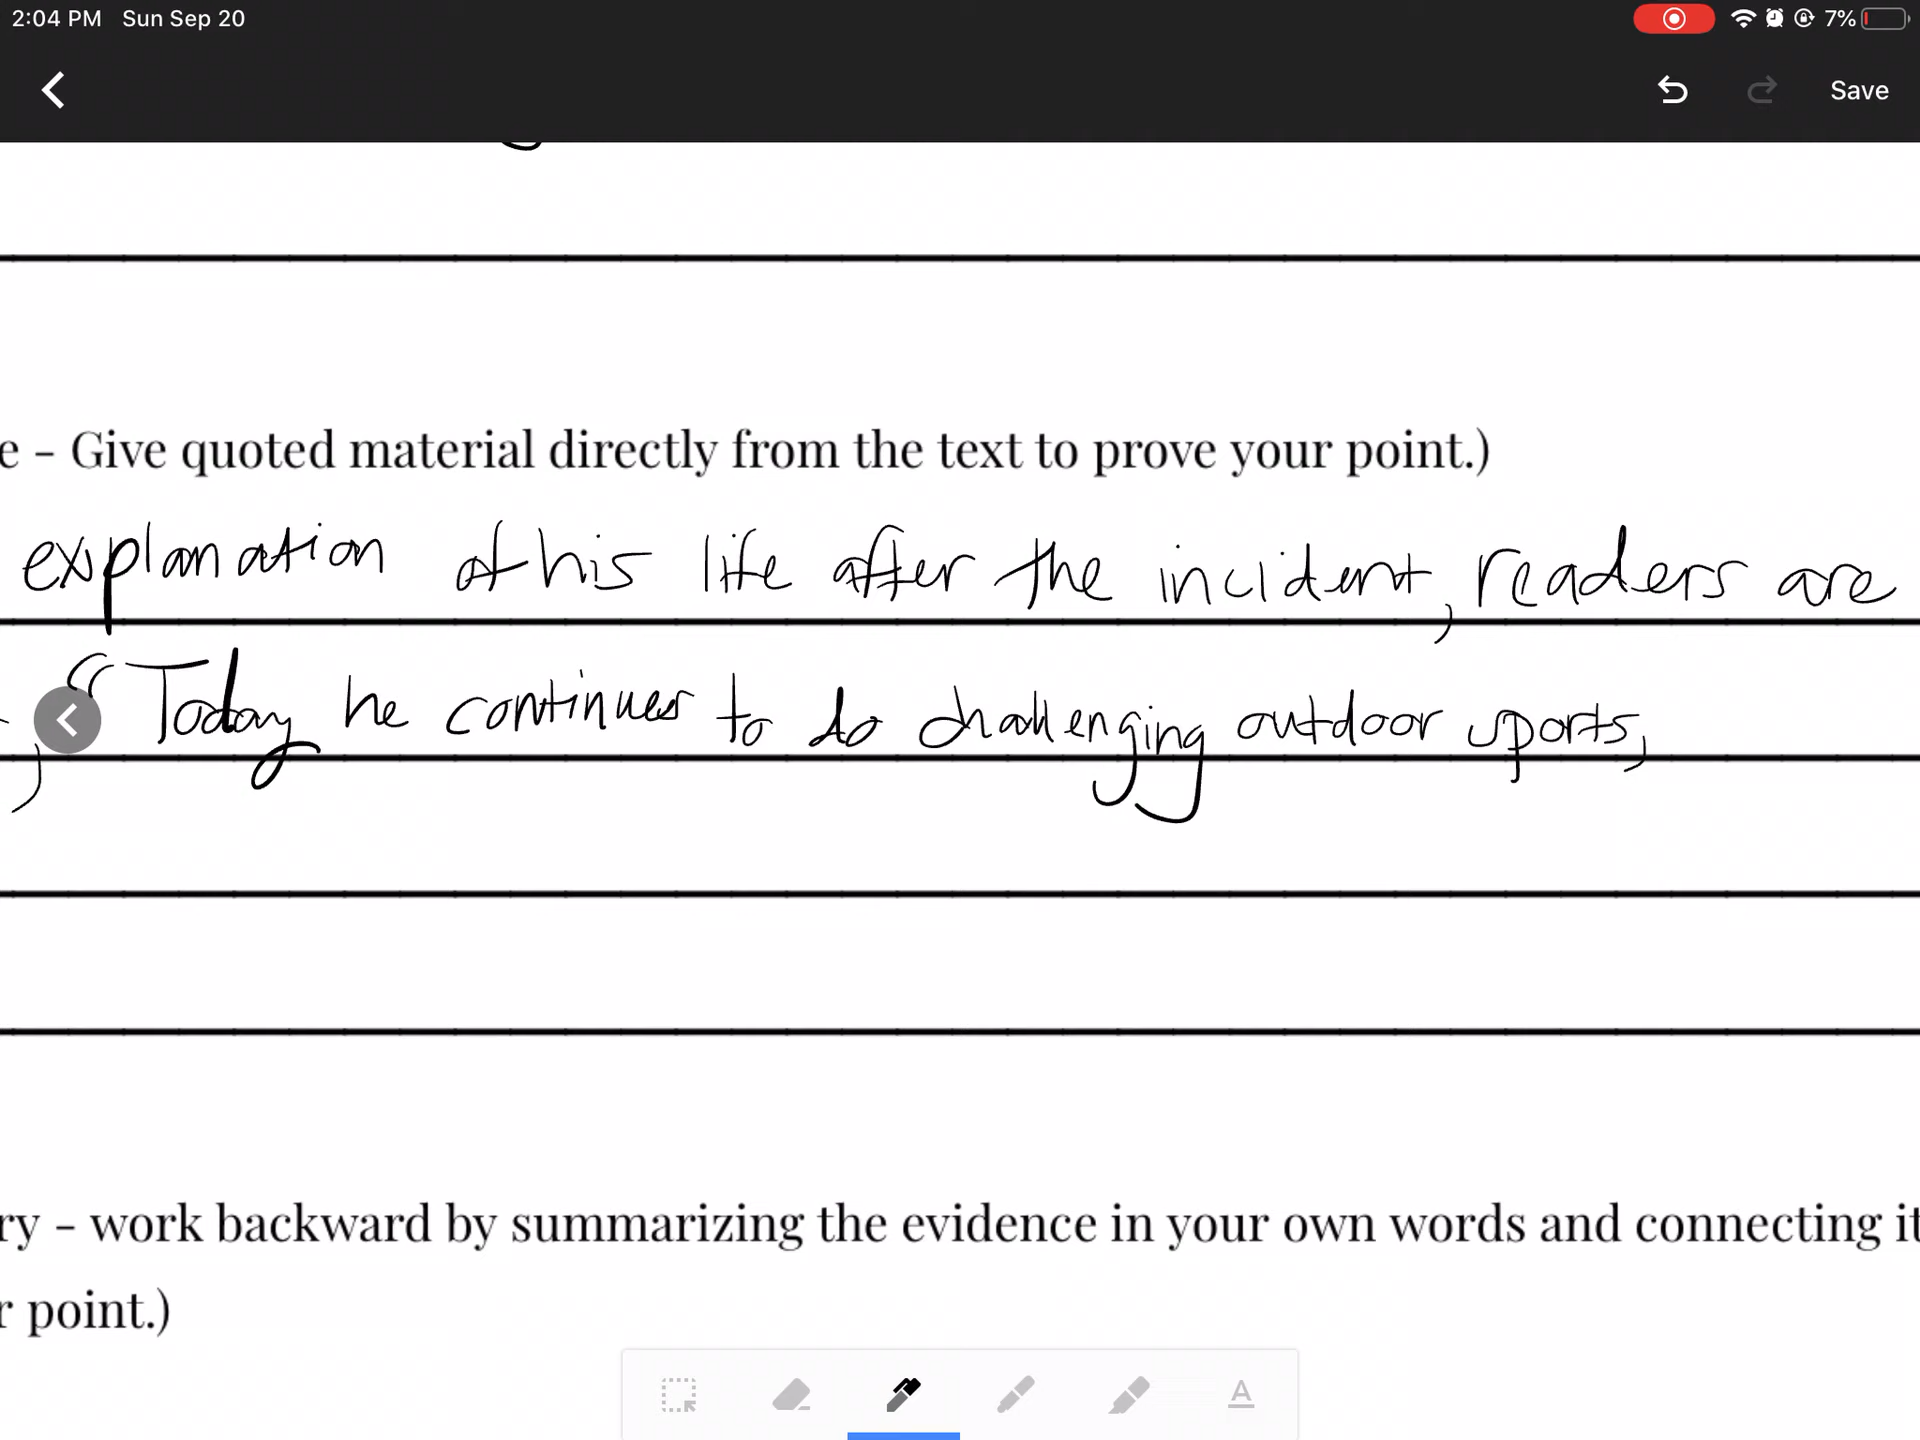 2:04 PM Sun Sep 20 7%
Save
e - Give quoted material directly from the text to prove your point.)
explanation of his life after the incident, readers are
, “Today he continues to do challenging outdoor sports,
ry - work backward by summarizing the evidence in your own words and connecting it
r point.)
A